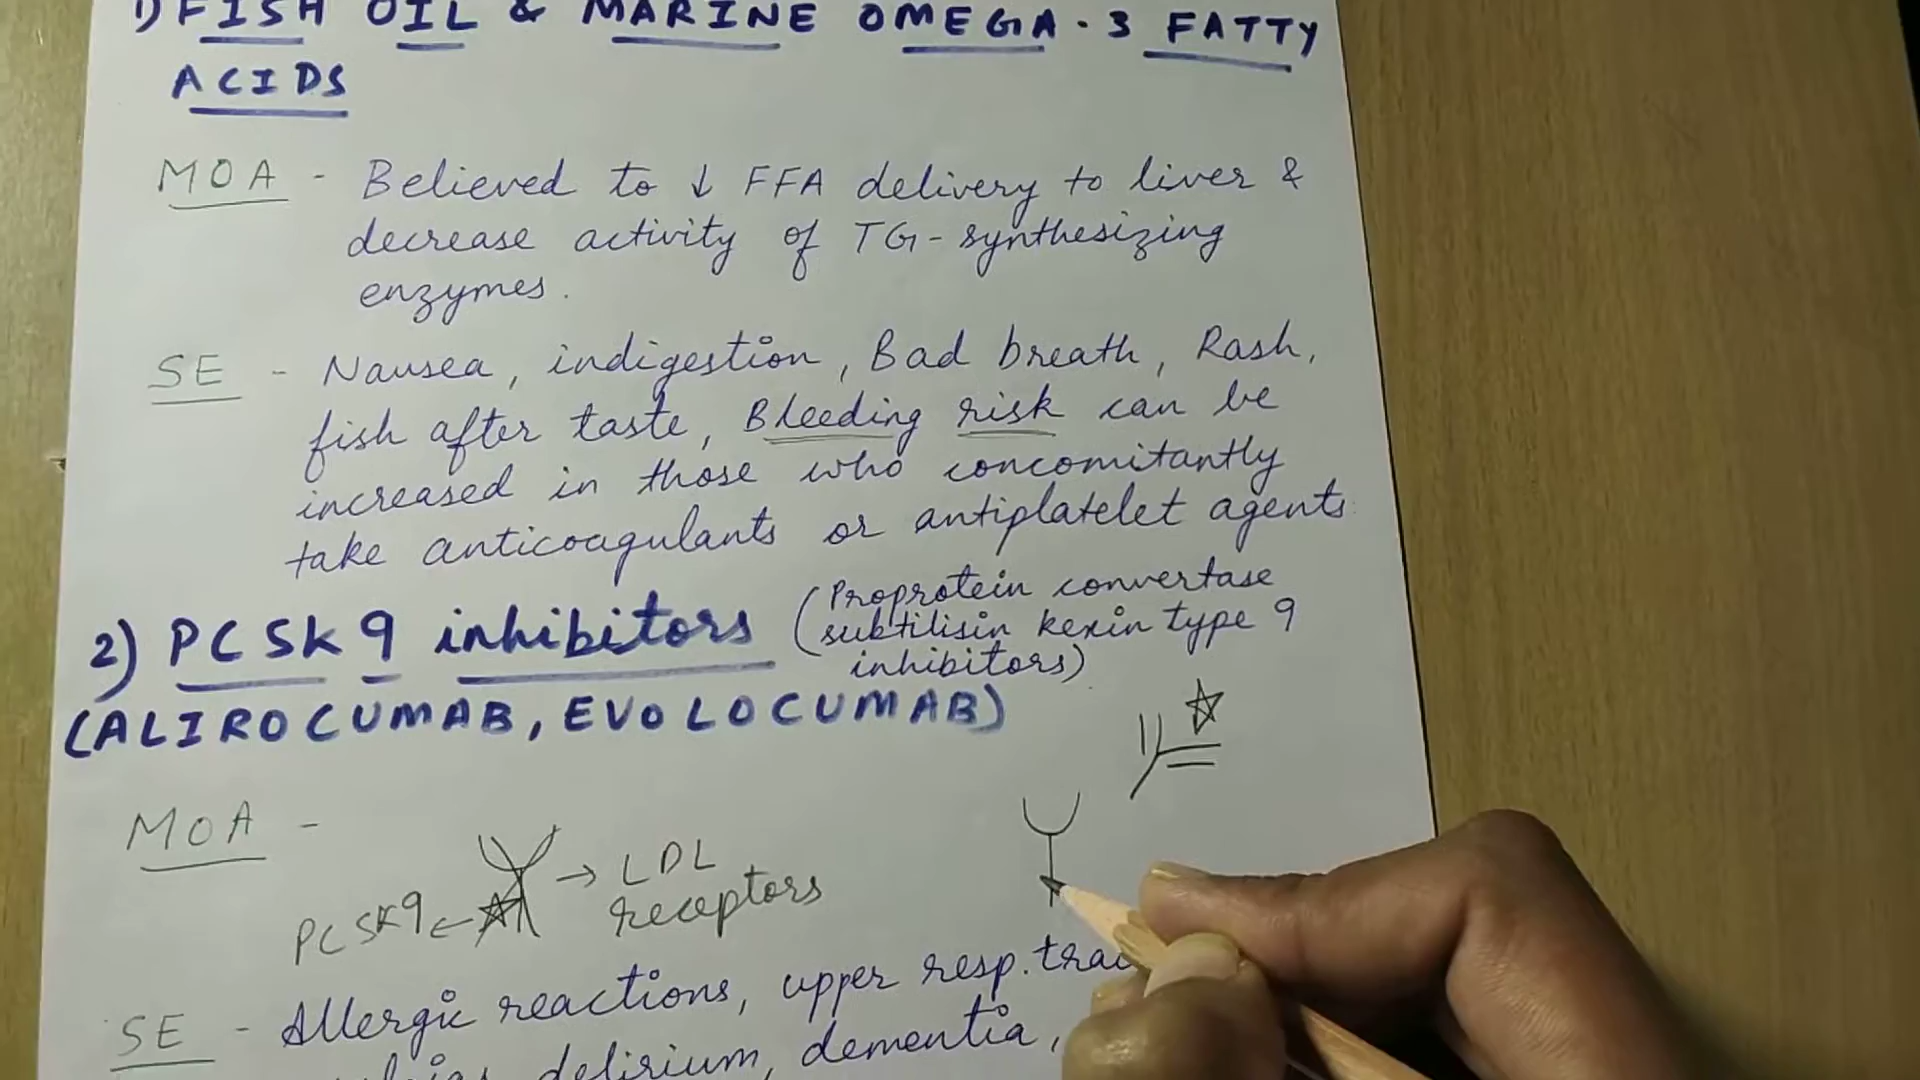 1) FISH OIL & MARINE OMEGA-3 FATTY
ACIDS
MOA - Believed to ↓ FFA delivery to liver &
decrease activity of TG-synthesizing
enzymes.
SE - Nausea, indigestion, Bad breath, Rash,
fish after taste, Bleeding risk can be
increased in those who concomitantly
take anticoagulants or antiplatelet agents
2) PCSK9 inhibitors (Proprotein convertase
subtilisin kexin type 9
inhibitors)
(ALIROCUMAB, EVOLOCUMAB)
MOA -
PCSK9 ← → LDL
receptors
SE - Allergic reactions, upper resp.
delirium, dementia,